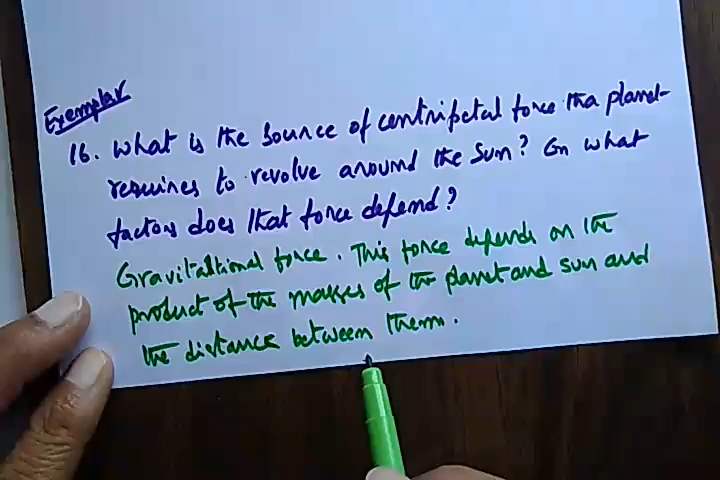 Exemplar
16. What is the source of centripetal force tha planet
requires to revolve around the Sun? On what
factors does that force depend?
Gravitational force. This force depends on the
product of the masses of the planet and sun and
the distance between them.